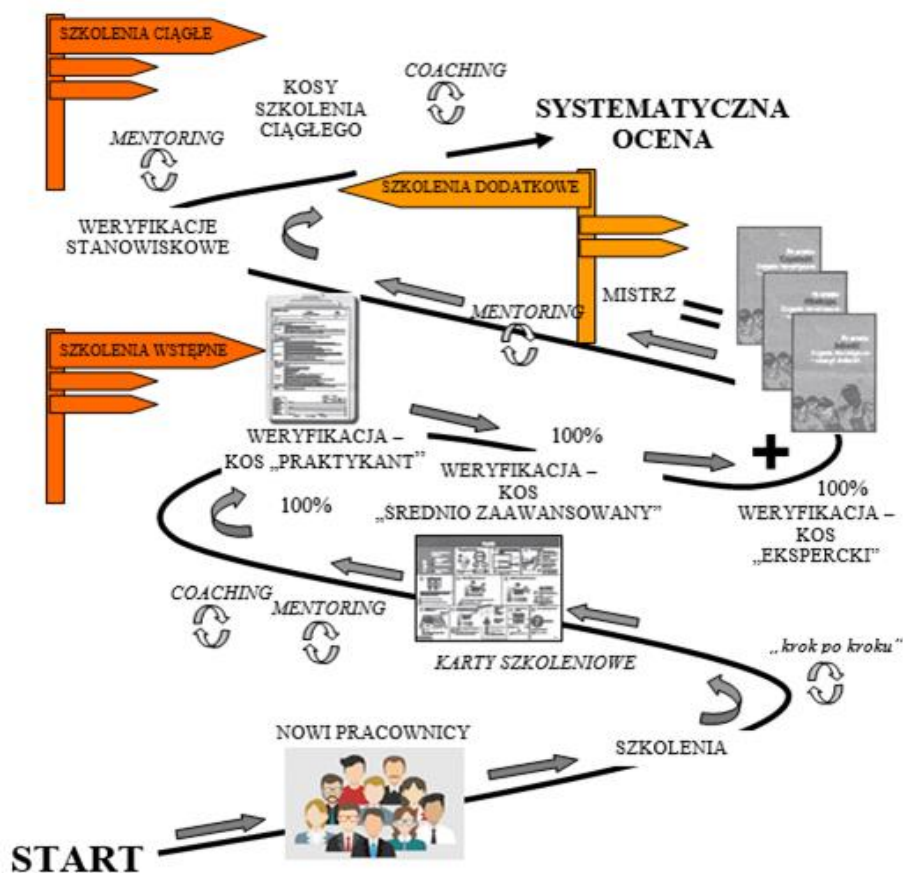 SZKOLENIA CIĄGŁE
COACHING
KOSY
SZKOLENIA
CIĄGŁEGO
SYSTEMATYCZNA
OCENA
MENTORING
SZKOLENIA DODATKOWE
WERYFIKACJE
STANOWISKOWE
MISTRZ
MENTORING
SZKOLENIA WSTĘPNE
WERYFIKACJA –
KOS „PRAKTYKANT”
100%
WERYFIKACJA –
KOS
„ŚREDNIO ZAAWANSOWANY”
100%
WERYFIKACJA –
KOS
„EKSPERCKI”
100%
COACHING
MENTORING
KARTY SZKOLENIOWE
„krok po kroku”
NOWI PRACOWNICY
SZKOLENIA
START